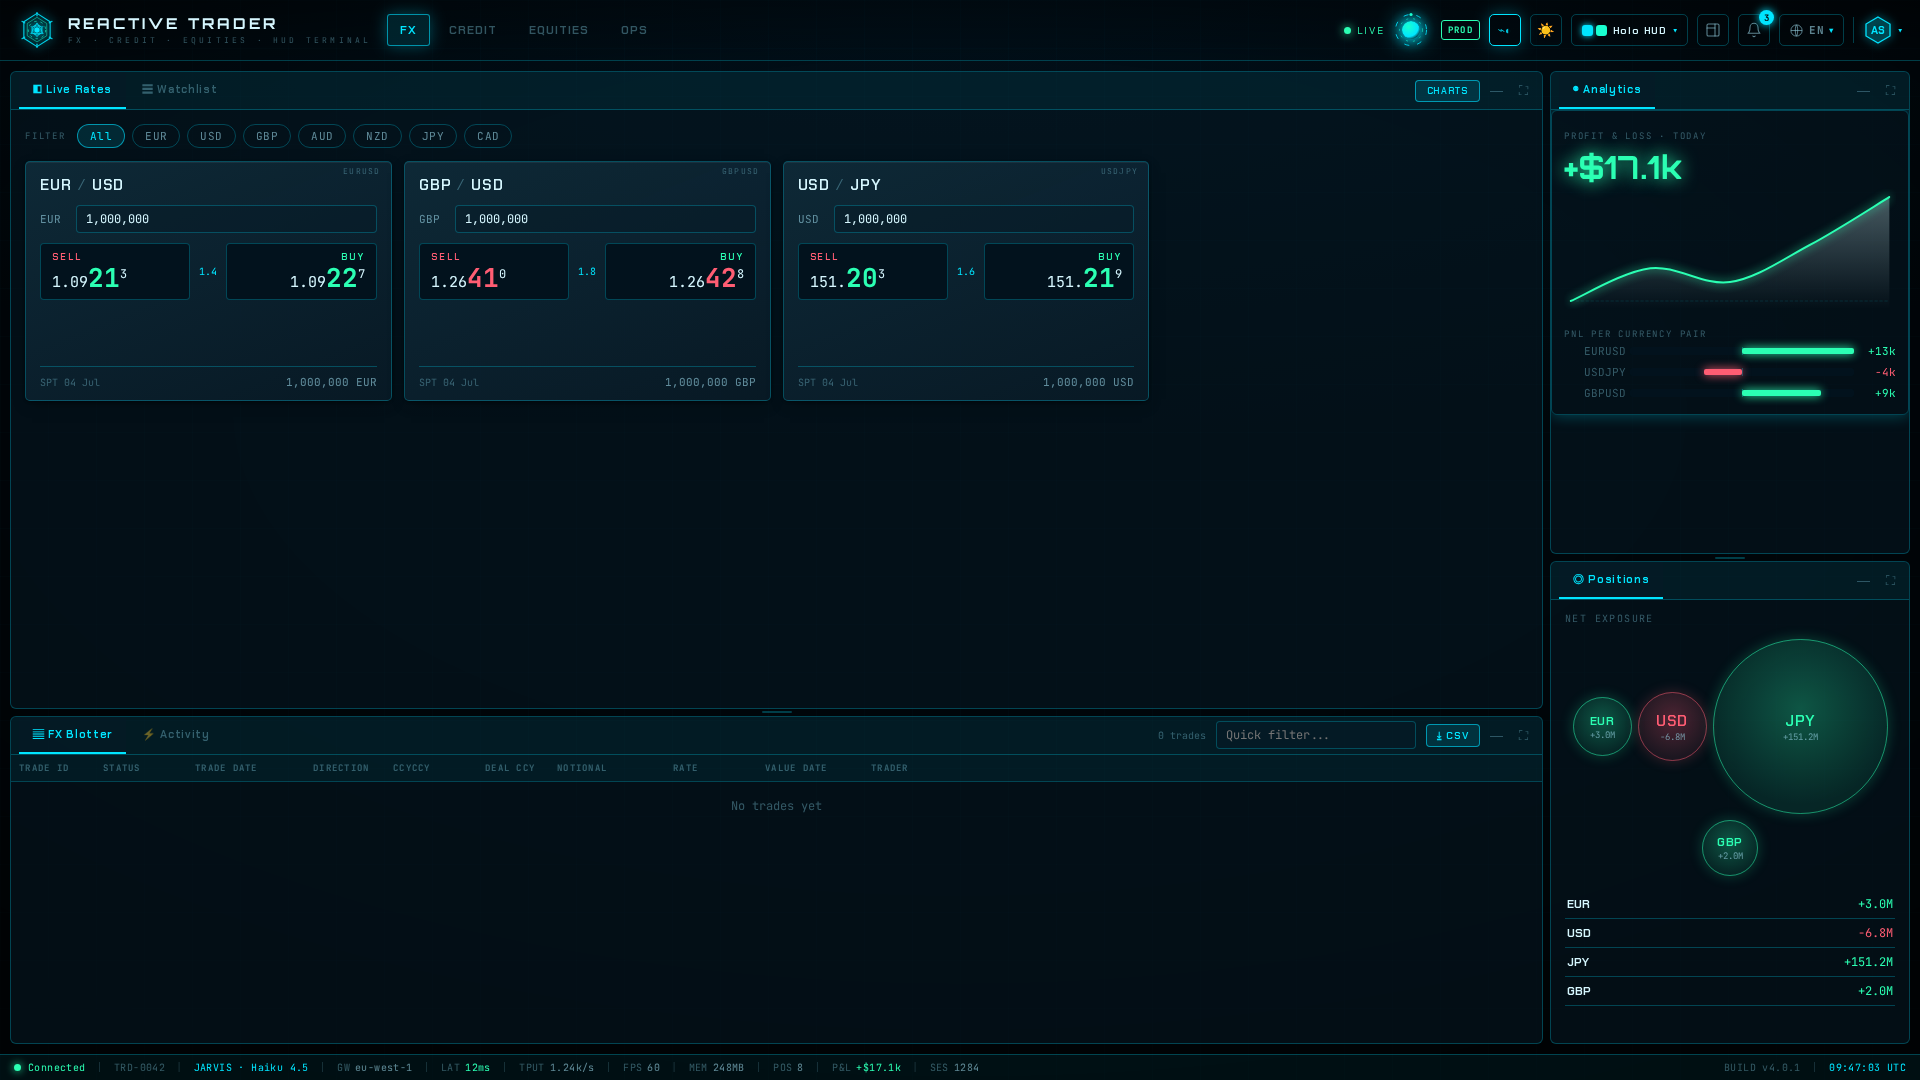 REACTIVE TRADER
FX · CREDIT · EQUITIES · HUD TERMINAL
FX CREDIT EQUITIES OPS
LIVE PROD Holo HUD 3 EN AS
Live Rates Watchlist CHARTS
FILTER All EUR USD GBP AUD NZD JPY CAD
EURUSD
EUR / USD
EUR 1,000,000
SELL BUY
1.09213 1.4 1.09227
SPT 04 Jul 1,000,000 EUR
GBPUSD
GBP / USD
GBP 1,000,000
SELL BUY
1.26410 1.8 1.26428
SPT 04 Jul 1,000,000 GBP
USDJPY
USD / JPY
USD 1,000,000
SELL BUY
151.203 1.6 151.219
SPT 04 Jul 1,000,000 USD
Analytics
PROFIT & LOSS · TODAY
+$17.1k
PNL PER CURRENCY PAIR
EURUSD +13k
USDJPY -4k
GBPUSD +9k
Positions
NET EXPOSURE
EUR
+3.0M
USD
-6.8M
JPY
+151.2M
GBP
+2.0M
EUR +3.0M
USD -6.8M
JPY +151.2M
GBP +2.0M
FX Blotter Activity 0 trades Quick filter... CSV
TRADE ID STATUS TRADE DATE DIRECTION CCYCCY DEAL CCY NOTIONAL RATE VALUE DATE TRADER
No trades yet
Connected TRD-0042 JARVIS · Haiku 4.5 GW eu-west-1 LAT 12ms TPUT 1.24k/s FPS 60 MEM 248MB POS 8 P&L +$17.1k SES 1284 BUILD v4.0.1 09:47:03 UTC